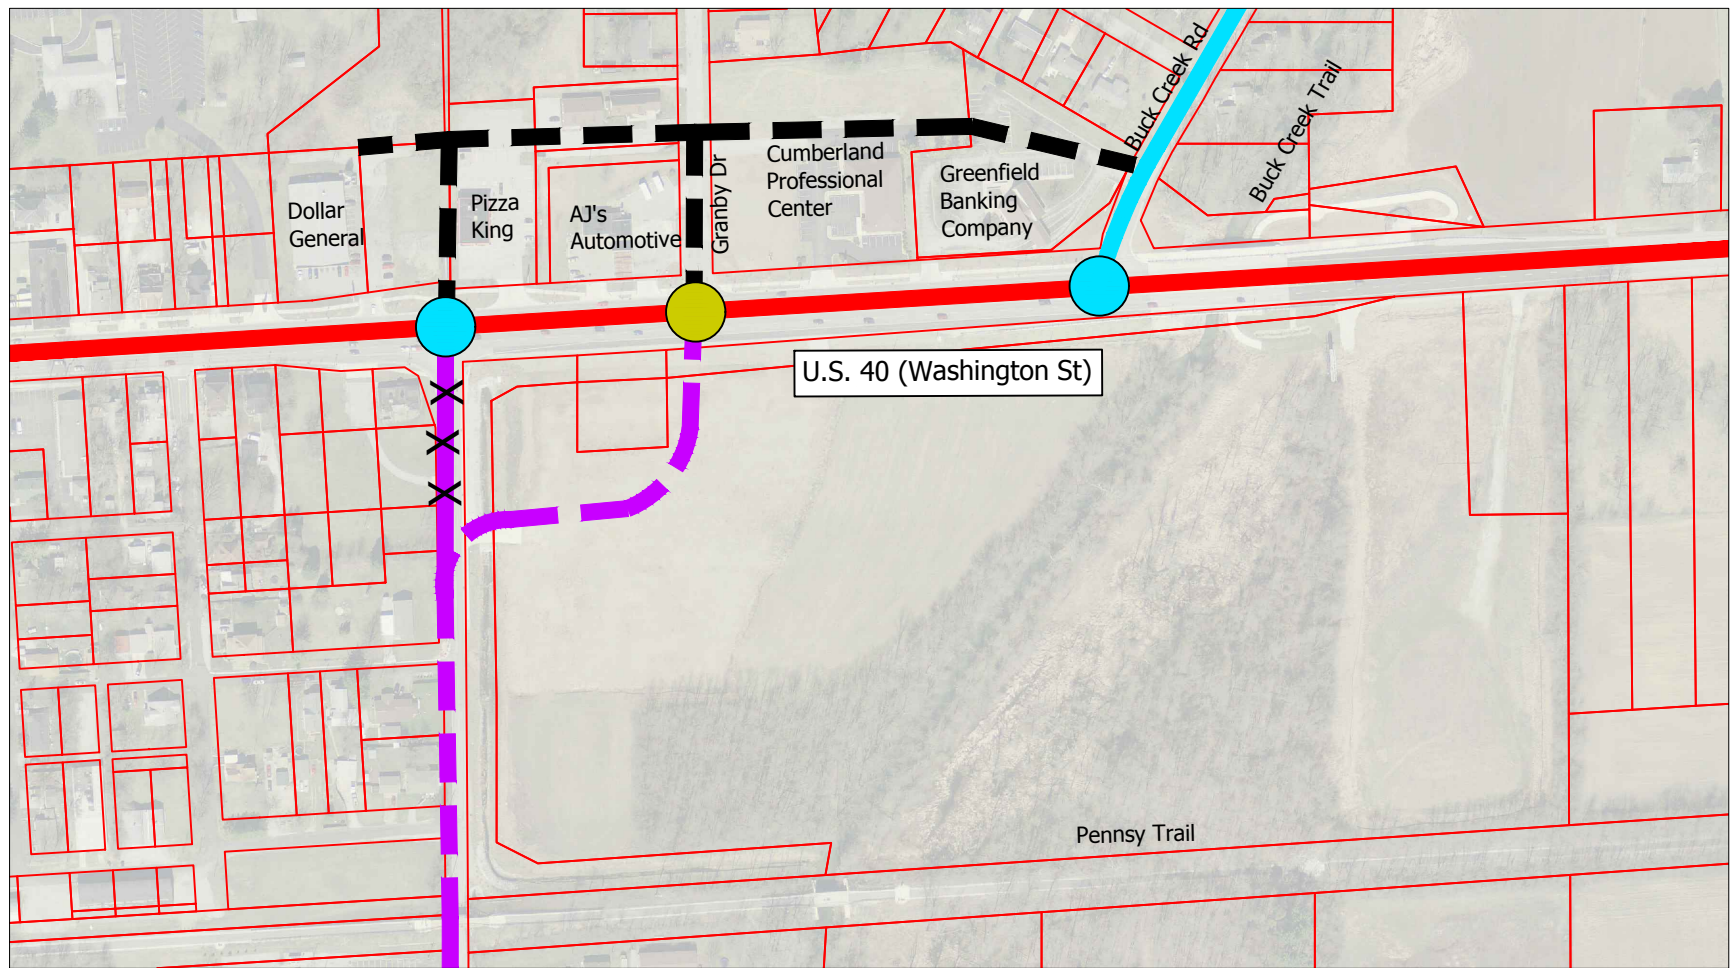 Buck Creek Rd
Buck Creek Trail
Dollar
General
Pizza
King
AJ's
Automotive
Granby Dr
Cumberland
Professional
Center
Greenfield
Banking
Company
U.S. 40 (Washington St)
X
X
X
Pennsy Trail